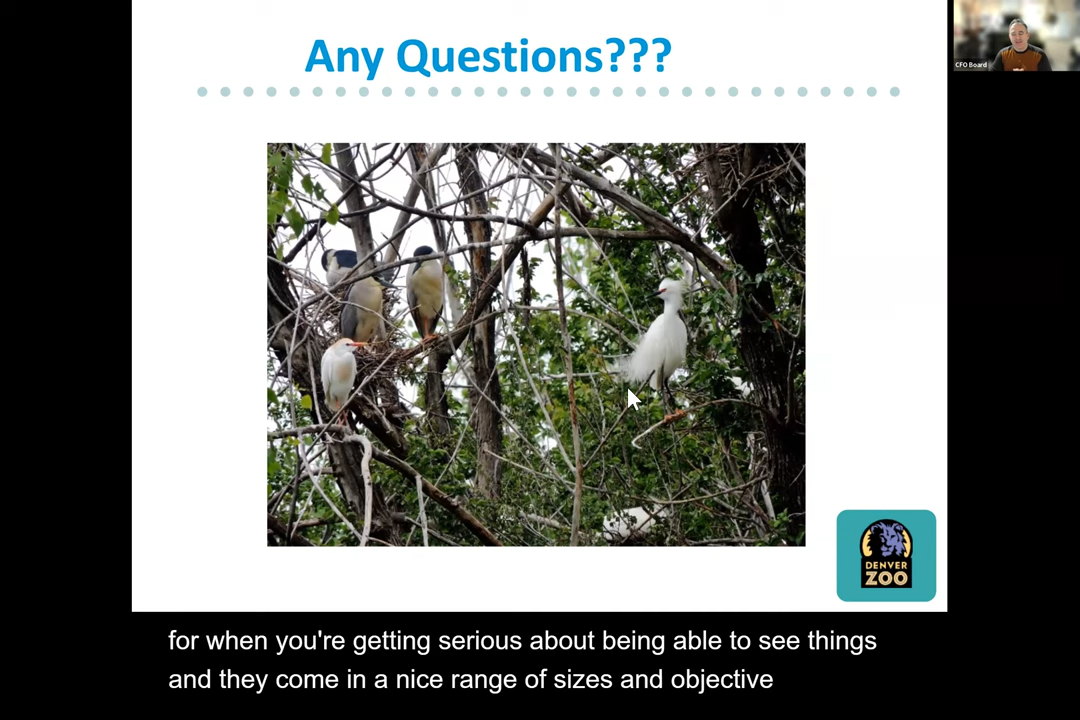 Any Questions???
CFO Board
DENVER
ZOO
for when you're getting serious about being able to see things
and they come in a nice range of sizes and objective